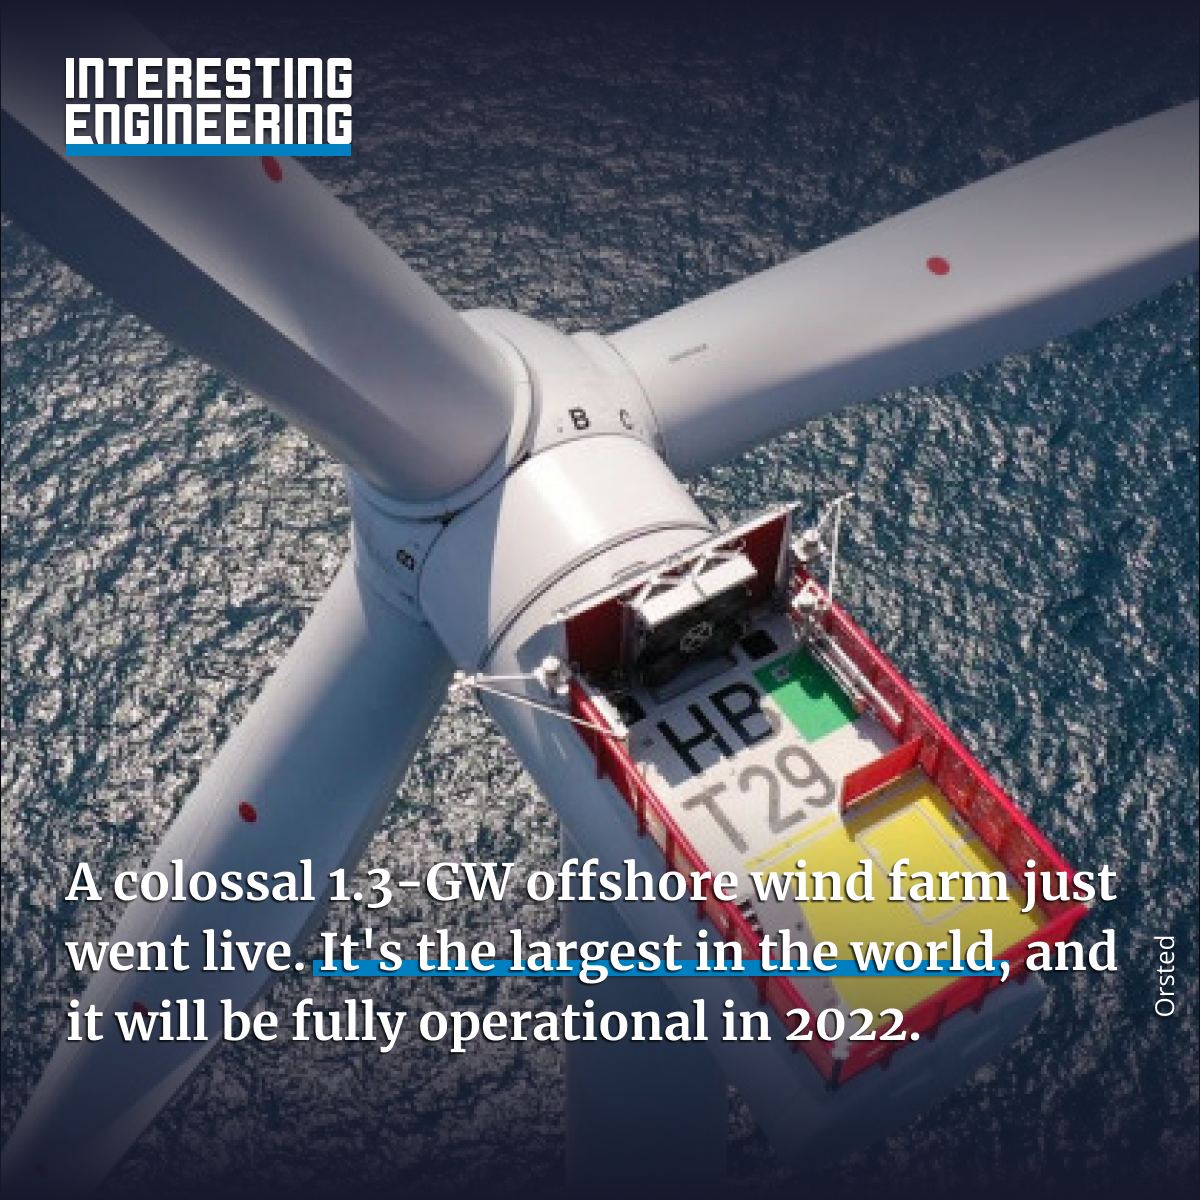 INTERESTING
ENGINEERING
B C
B
HB
T29
A colossal 1.3-GW offshore wind farm just
went live. It's the largest in the world, and
it will be fully operational in 2022.
Orsted